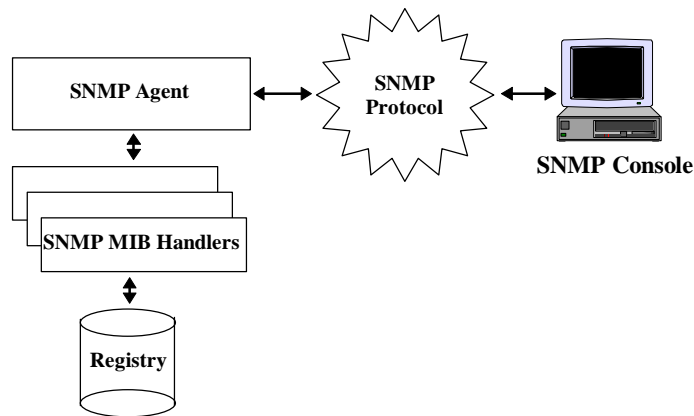 SNMP Agent
SNMP
Protocol
SNMP Console
SNMP MIB Handlers
Registry